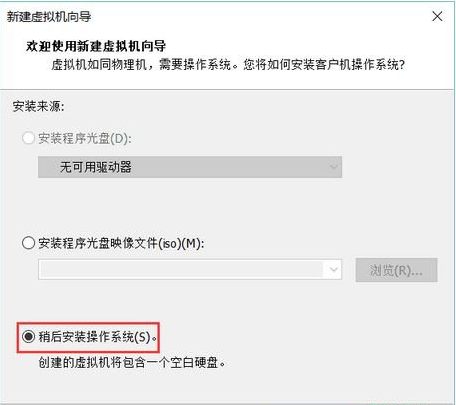 新建虚拟机向导
欢迎使用新建虚拟机向导
虚拟机如同物理机，需要操作系统。您将如何安装客户机操作系统?
安装来源:
安装程序光盘(D):
无可用驱动器
安装程序光盘映像文件(iso)(M):
浏览(R)...
稍后安装操作系统(S)。
创建的虚拟机将包含一个空白硬盘。